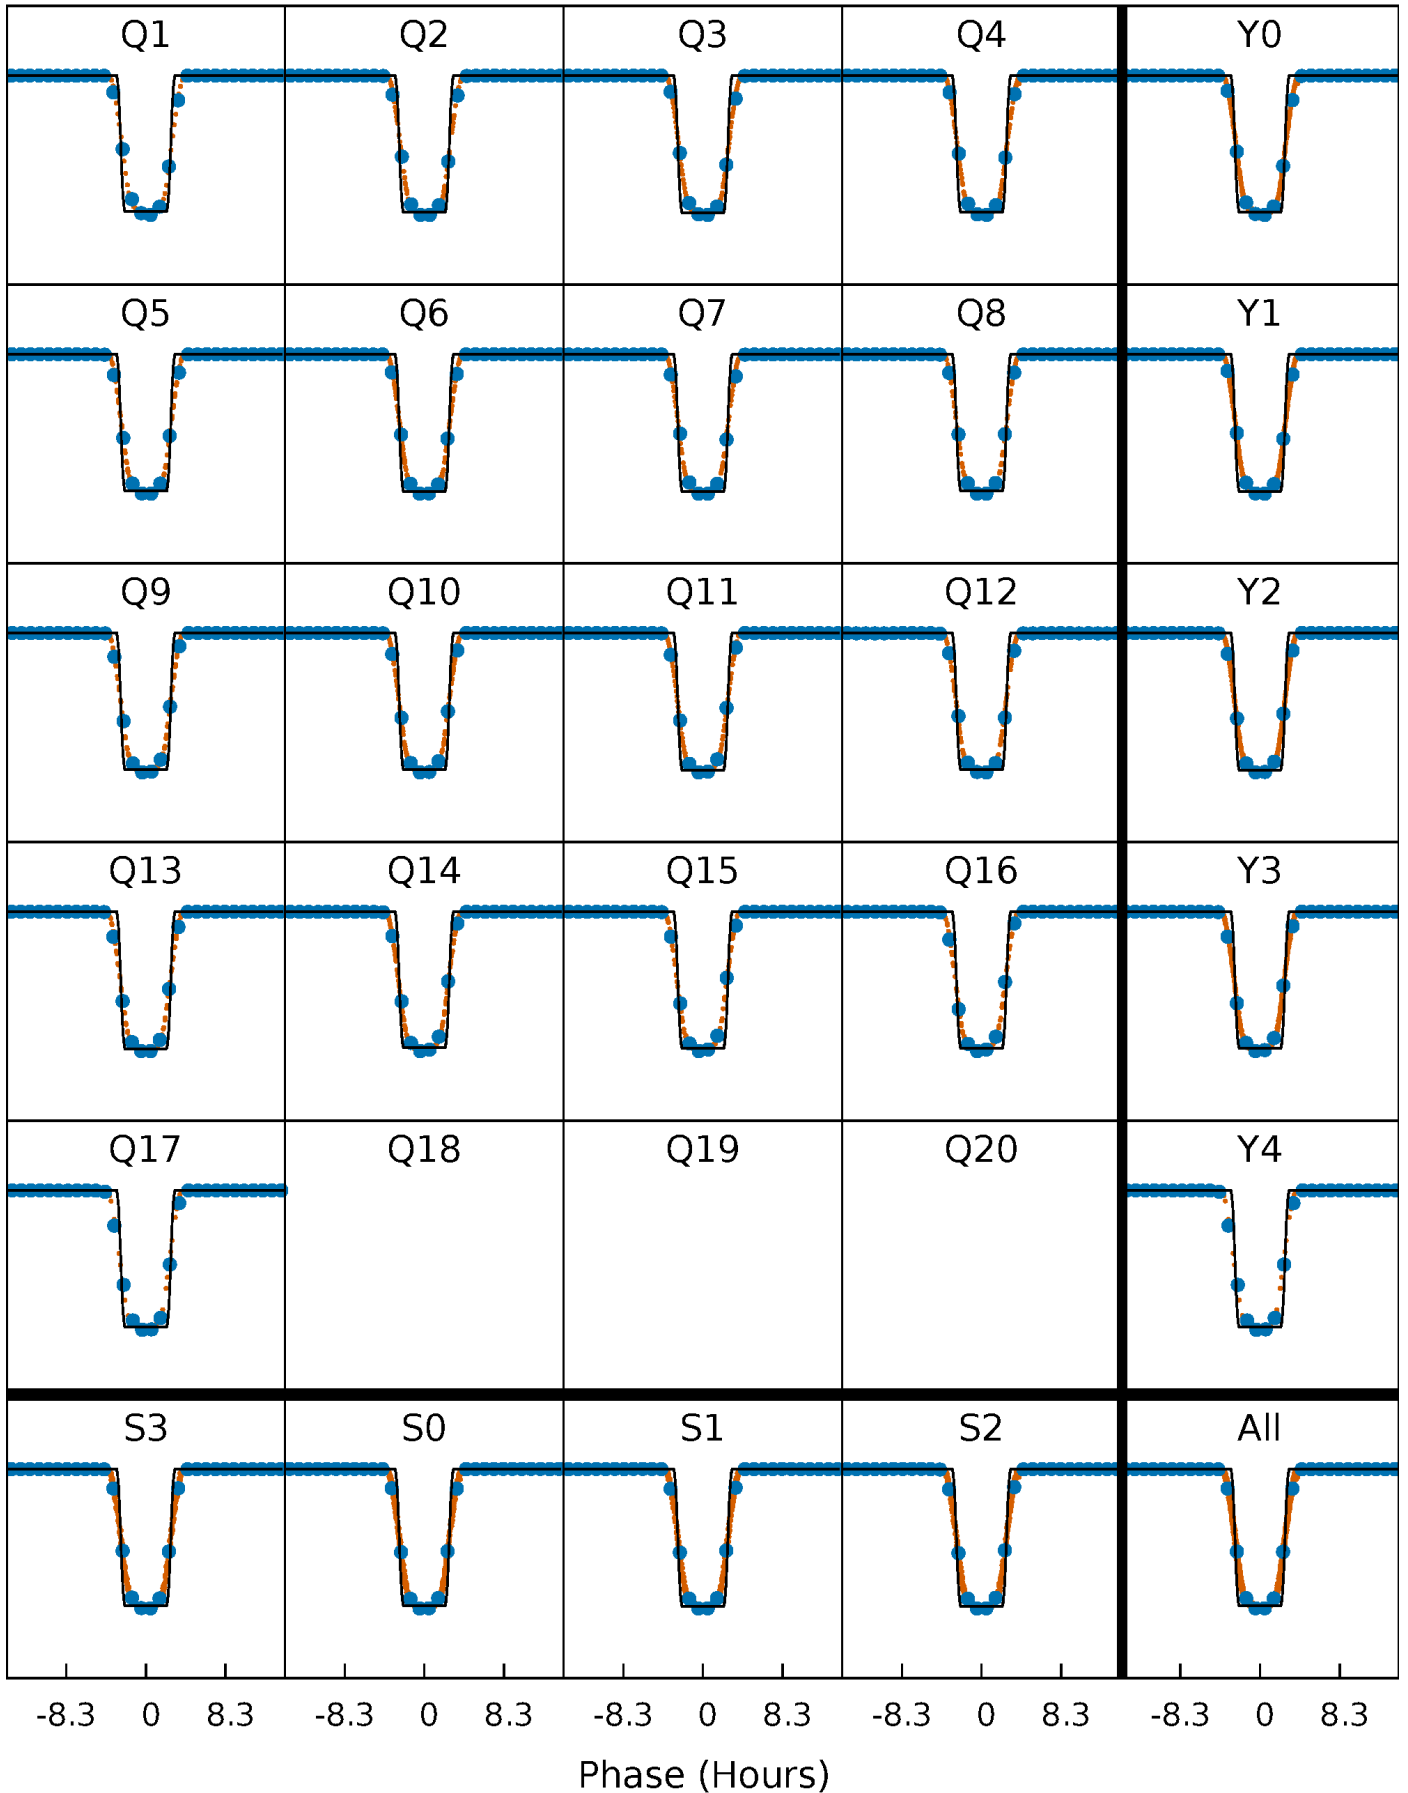 Q1 Q2 Q3 Q4 Y0
Q5 Q6 Q7 Q8 Y1
Q9 Q10 Q11 Q12 Y2
Q13 Q14 Q15 Q16 Y3
Q17 Q18 Q19 Q20 Y4
S3 S0 S1 S2 All
-8.3 0 8.3 -8.3 0 8.3 -8.3 0 8.3 -8.3 0 8.3 -8.3 0 8.3
Phase (Hours)